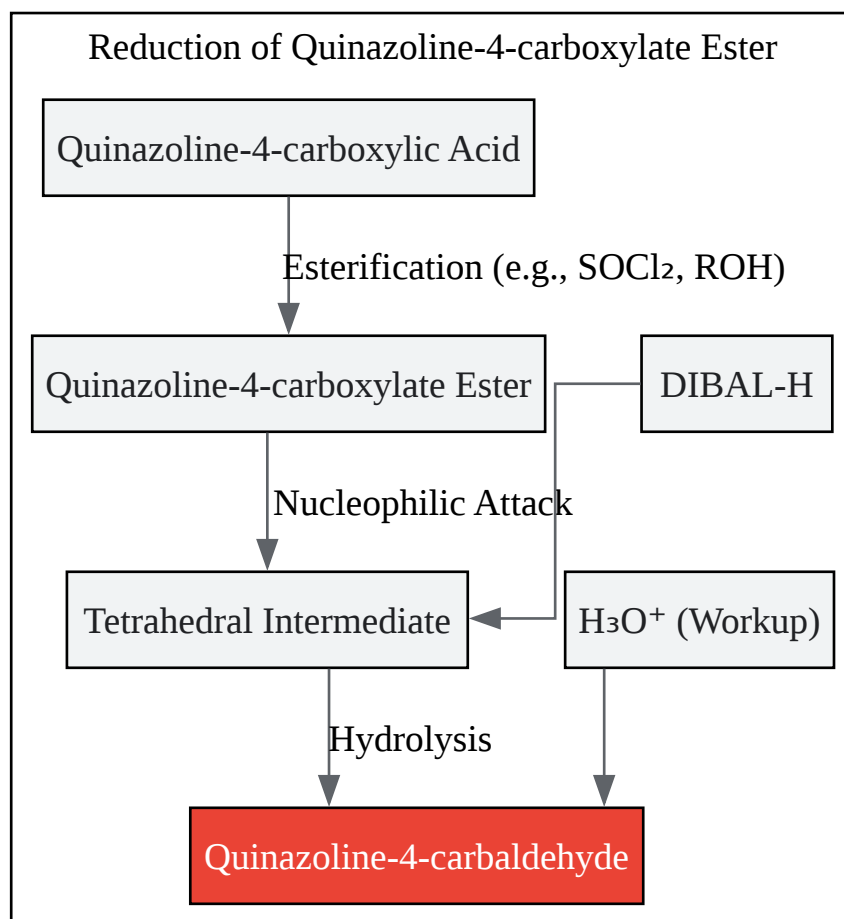 Reduction of Quinazoline-4-carboxylate Ester
Quinazoline-4-carboxylic Acid
Esterification (e.g., SOCl₂, ROH)
Quinazoline-4-carboxylate Ester
DIBAL-H
Nucleophilic Attack
Tetrahedral Intermediate
H₃O⁺ (Workup)
Hydrolysis
Quinazoline-4-carbaldehyde